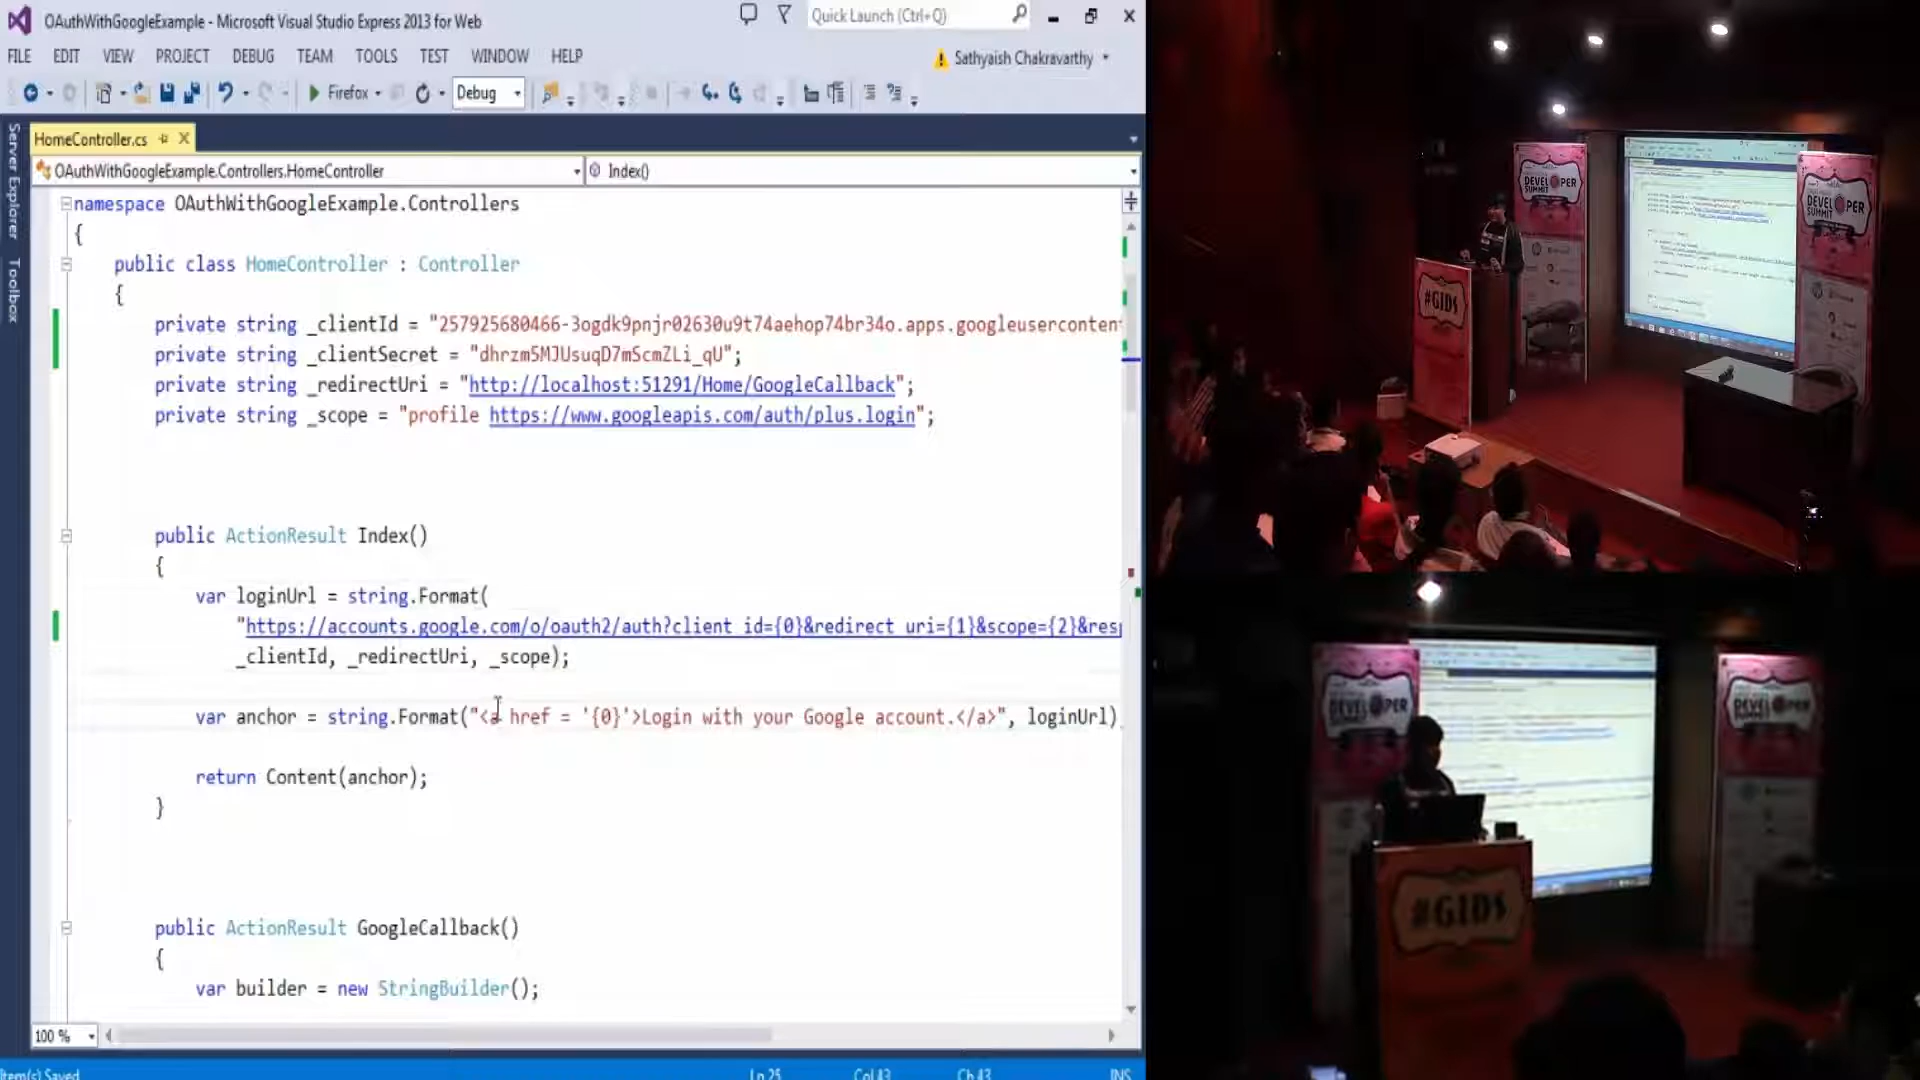 OAuthWithGoogleExample - Microsoft Visual Studio Express 2013 for Web
Quick Launch (Ctrl+Q)
FILE EDIT VIEW PROJECT DEBUG TEAM TOOLS TEST WINDOW HELP
Sathyaish Chakravarthy
Firefox
Debug
Server Explorer
Toolbox
HomeController.cs
OAuthWithGoogleExample.Controllers.HomeController
Index()
namespace OAuthWithGoogleExample.Controllers
{
public class HomeController : Controller
{
private string _clientId = "257925680466-3ogdk9pnjr02630u9t74aehop74br34o.apps.googleusercontent
private string _clientSecret = "dhrzm5MJUsuqD7mScmZLi_qU";
private string _redirectUri = "http://localhost:51291/Home/GoogleCallback";
private string _scope = "profile https://www.googleapis.com/auth/plus.login";
public ActionResult Index()
{
var loginUrl = string.Format(
"https://accounts.google.com/o/oauth2/auth?client_id={0}&redirect_uri={1}&scope={2}&resp
_clientId, _redirectUri, _scope);
var anchor = string.Format("<a href = '{0}'>Login with your Google account.</a>", loginUrl)
return Content(anchor);
}
public ActionResult GoogleCallback()
{
var builder = new StringBuilder();
100 %
Item(s) Saved
Ln 25
Col 43
Ch 43
INS
DEVELOPER
SUMMIT
DEVELOPER
SUMMIT
#GIDS
#GIDS